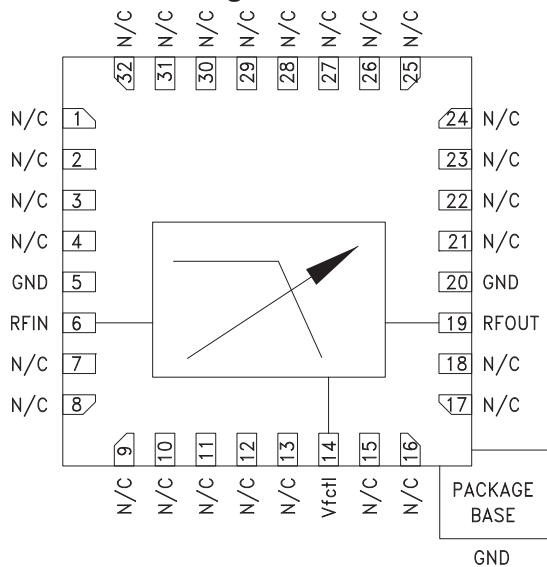 N/C N/C N/C N/C N/C N/C N/C N/C
32 31 30 29 28 27 26 25
N/C 1 24 N/C
N/C 2 23 N/C
N/C 3 22 N/C
N/C 4 21 N/C
GND 5 20 GND
RFIN 6 19 RFOUT
N/C 7 18 N/C
N/C 8 17 N/C
9 10 11 12 13 14 15 16
N/C N/C N/C N/C N/C Vfctl N/C N/C
PACKAGE
BASE
GND